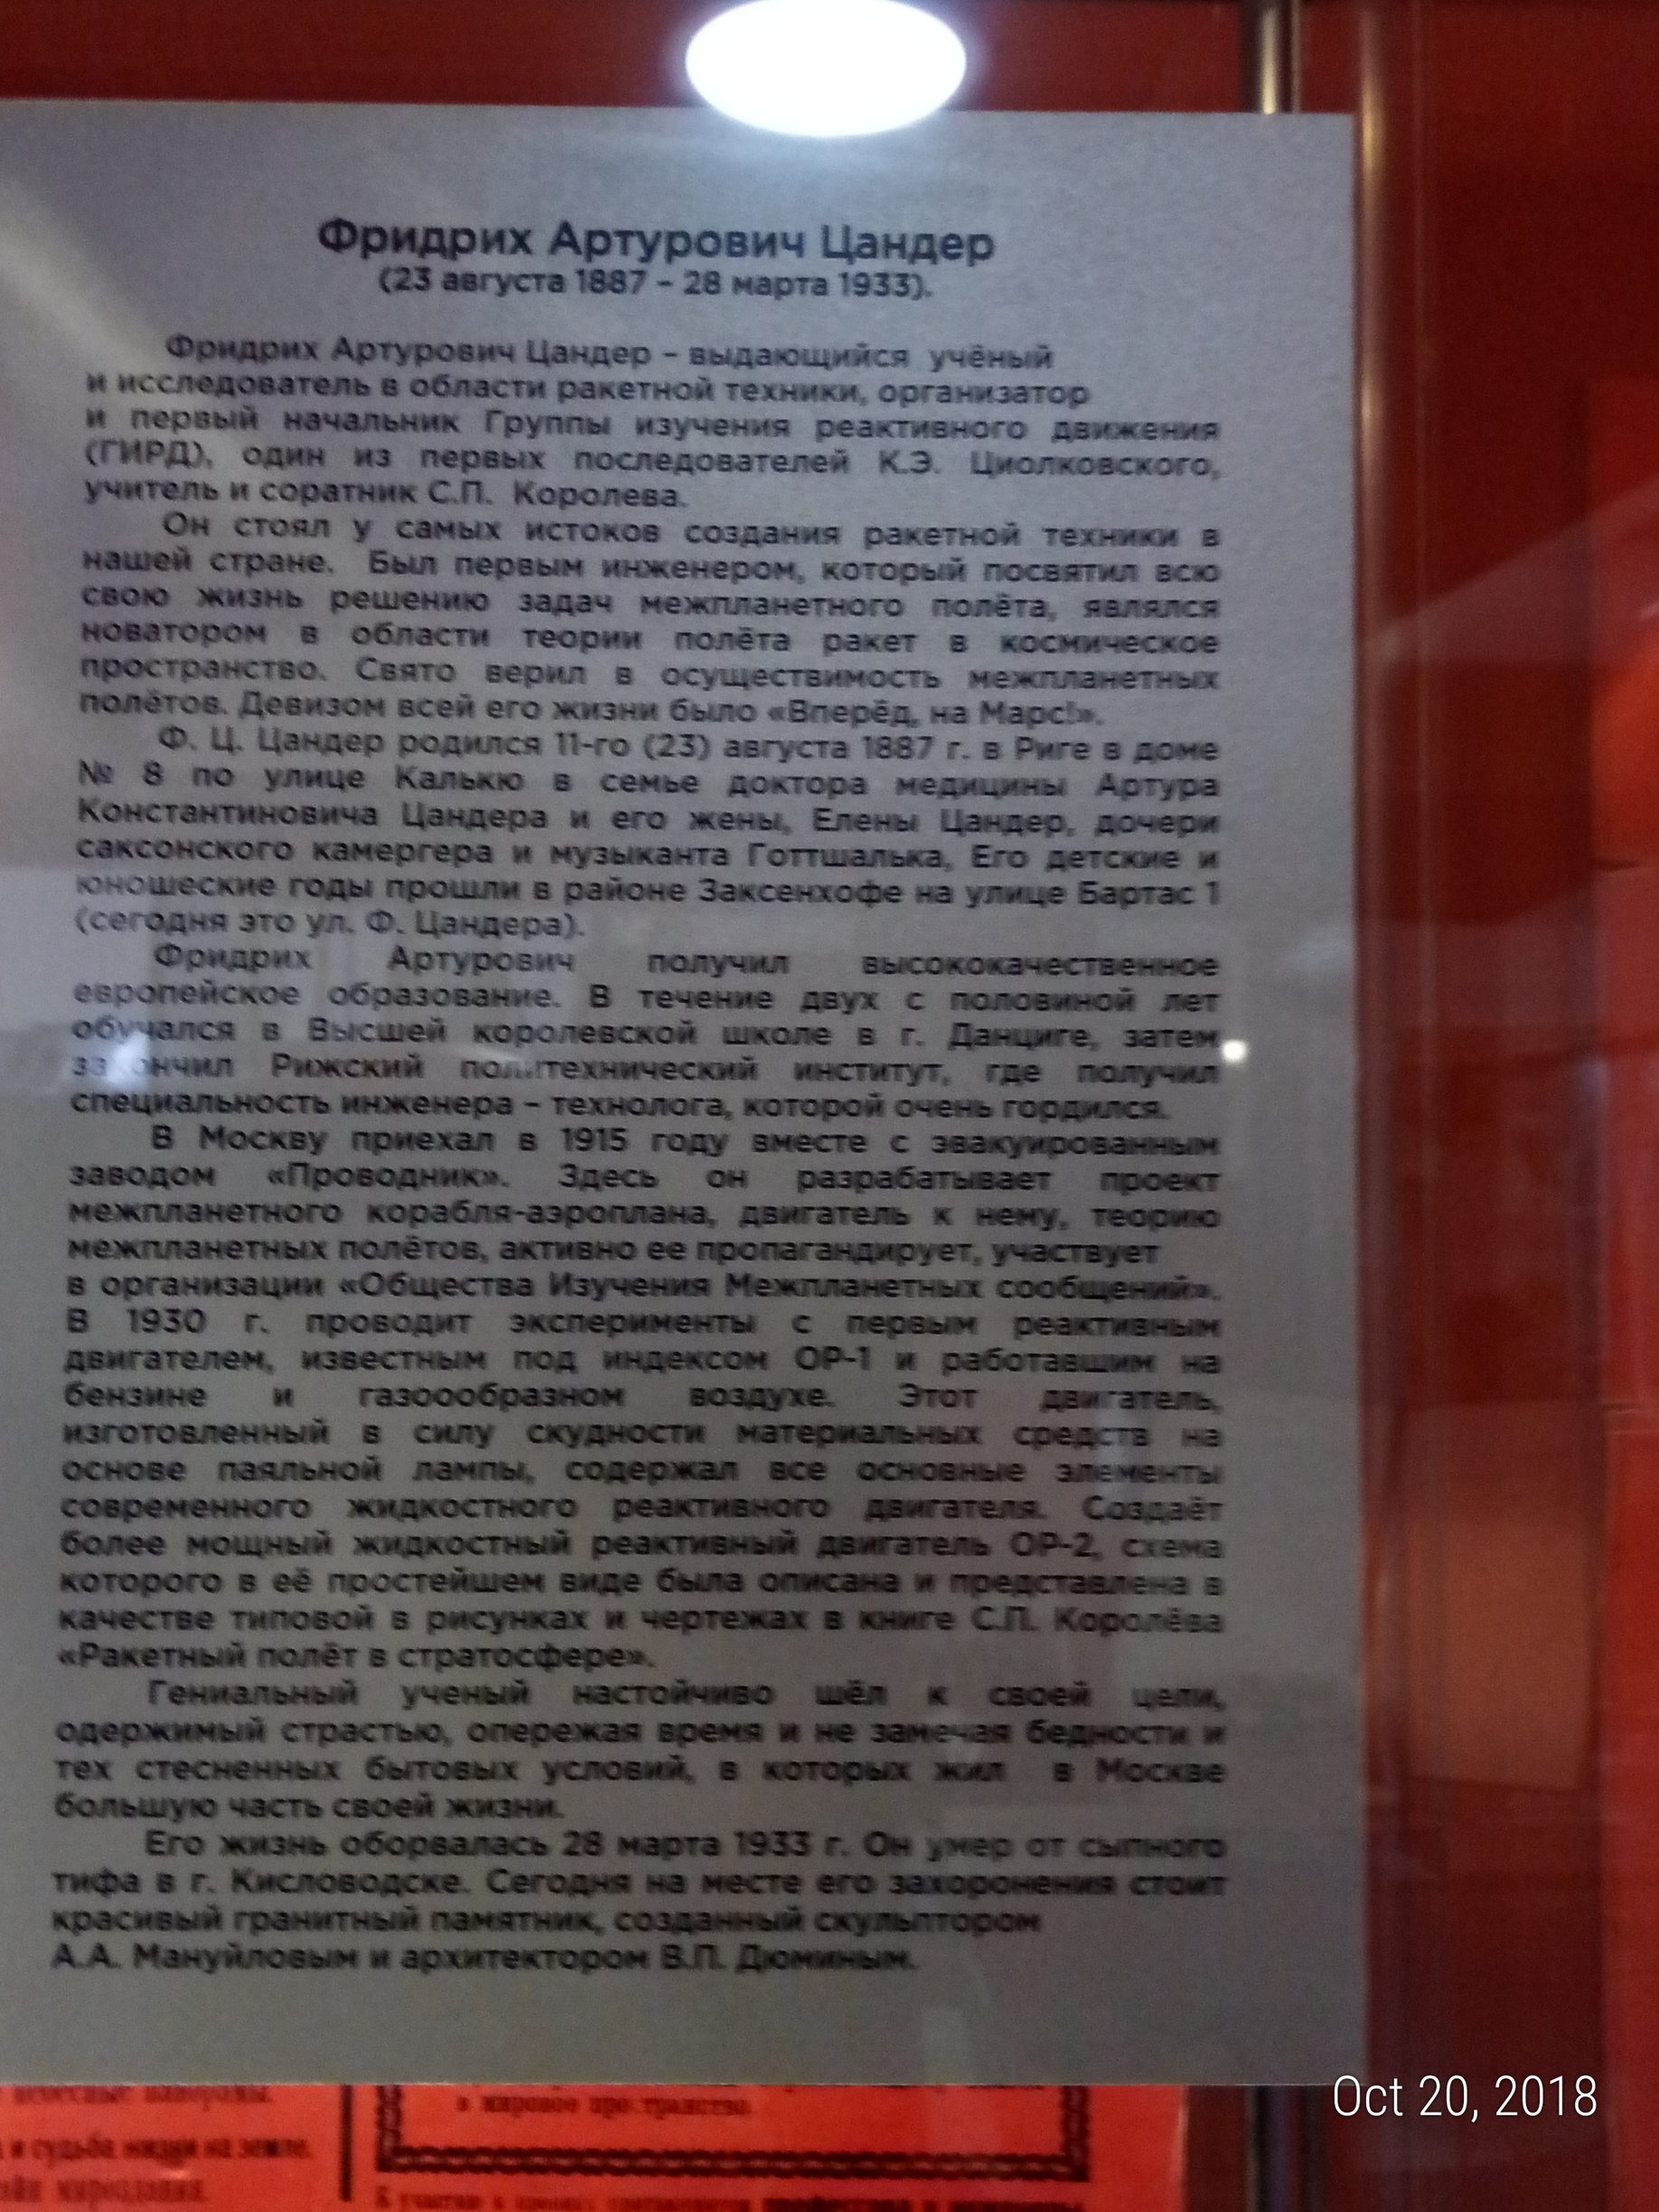 Фридрих Артурович Цандер
(23 августа 1887 – 28 марта 1933).
Фридрих Артурович Цандер – выдающийся учёный
и исследователь в области ракетной техники, организатор
и первый начальник Группы изучения реактивного движения
(ГИРД), один из первых последователей К.Э. Циолковского,
учитель и соратник С.П. Королева.
Он стоял у самых истоков создания ракетной техники в
нашей стране. Был первым инженером, который посвятил всю
свою жизнь решению задач межпланетного полёта, являлся
новатором в области теории полёта ракет в космическое
пространство. Свято верил в осуществимость межпланетных
полётов. Девизом всей его жизни было «Вперёд, на Марс!».
Ф. Ц. Цандер родился 11-го (23) августа 1887 г. в Риге в доме
№ 8 по улице Калькю в семье доктора медицины Артура
Константиновича Цандера и его жены, Елены Цандер, дочери
саксонского камергера и музыканта Готтшалька, Его детские и
юношеские годы прошли в районе Заксенхофе на улице Бартас 1
(сегодня это ул. Ф. Цандера).
Фридрих Артурович получил высококачественное
европейское образование. В течение двух с половиной лет
обучался в Высшей королевской школе в г. Данциге, затем
закончил Рижский политехнический институт, где получил
специальность инженера – технолога, которой очень гордился.
В Москву приехал в 1915 году вместе с эвакуированным
заводом «Проводник». Здесь он разрабатывает проект
межпланетного корабля-аэроплана, двигатель к нему, теорию
межпланетных полётов, активно ее пропагандирует, участвует
в организации «Общества Изучения Межпланетных сообщений».
В 1930 г. проводит эксперименты с первым реактивным
двигателем, известным под индексом ОР-1 и работавшим на
бензине и газоообразном воздухе. Этот двигатель,
изготовленный в силу скудности материальных средств на
основе паяльной лампы, содержал все основные элементы
современного жидкостного реактивного двигателя. Создаёт
более мощный жидкостный реактивный двигатель ОР-2, схема
которого в её простейшем виде была описана и представлена в
качестве типовой в рисунках и чертежах в книге С.П. Королёва
«Ракетный полёт в стратосфере».
Гениальный ученый настойчиво шёл к своей цели,
одержимый страстью, опережая время и не замечая бедности и
тех стесненных бытовых условий, в которых жил в Москве
большую часть своей жизни.
Его жизнь оборвалась 28 марта 1933 г. Он умер от сыпного
тифа в г. Кисловодске. Сегодня на месте его захоронения стоит
красивый гранитный памятник, созданный скульптором
А.А. Мануйловым и архитектором В.П. Дюминым.
в мировое пространство.
и судьба жизни на земле.
Oct 20, 2018